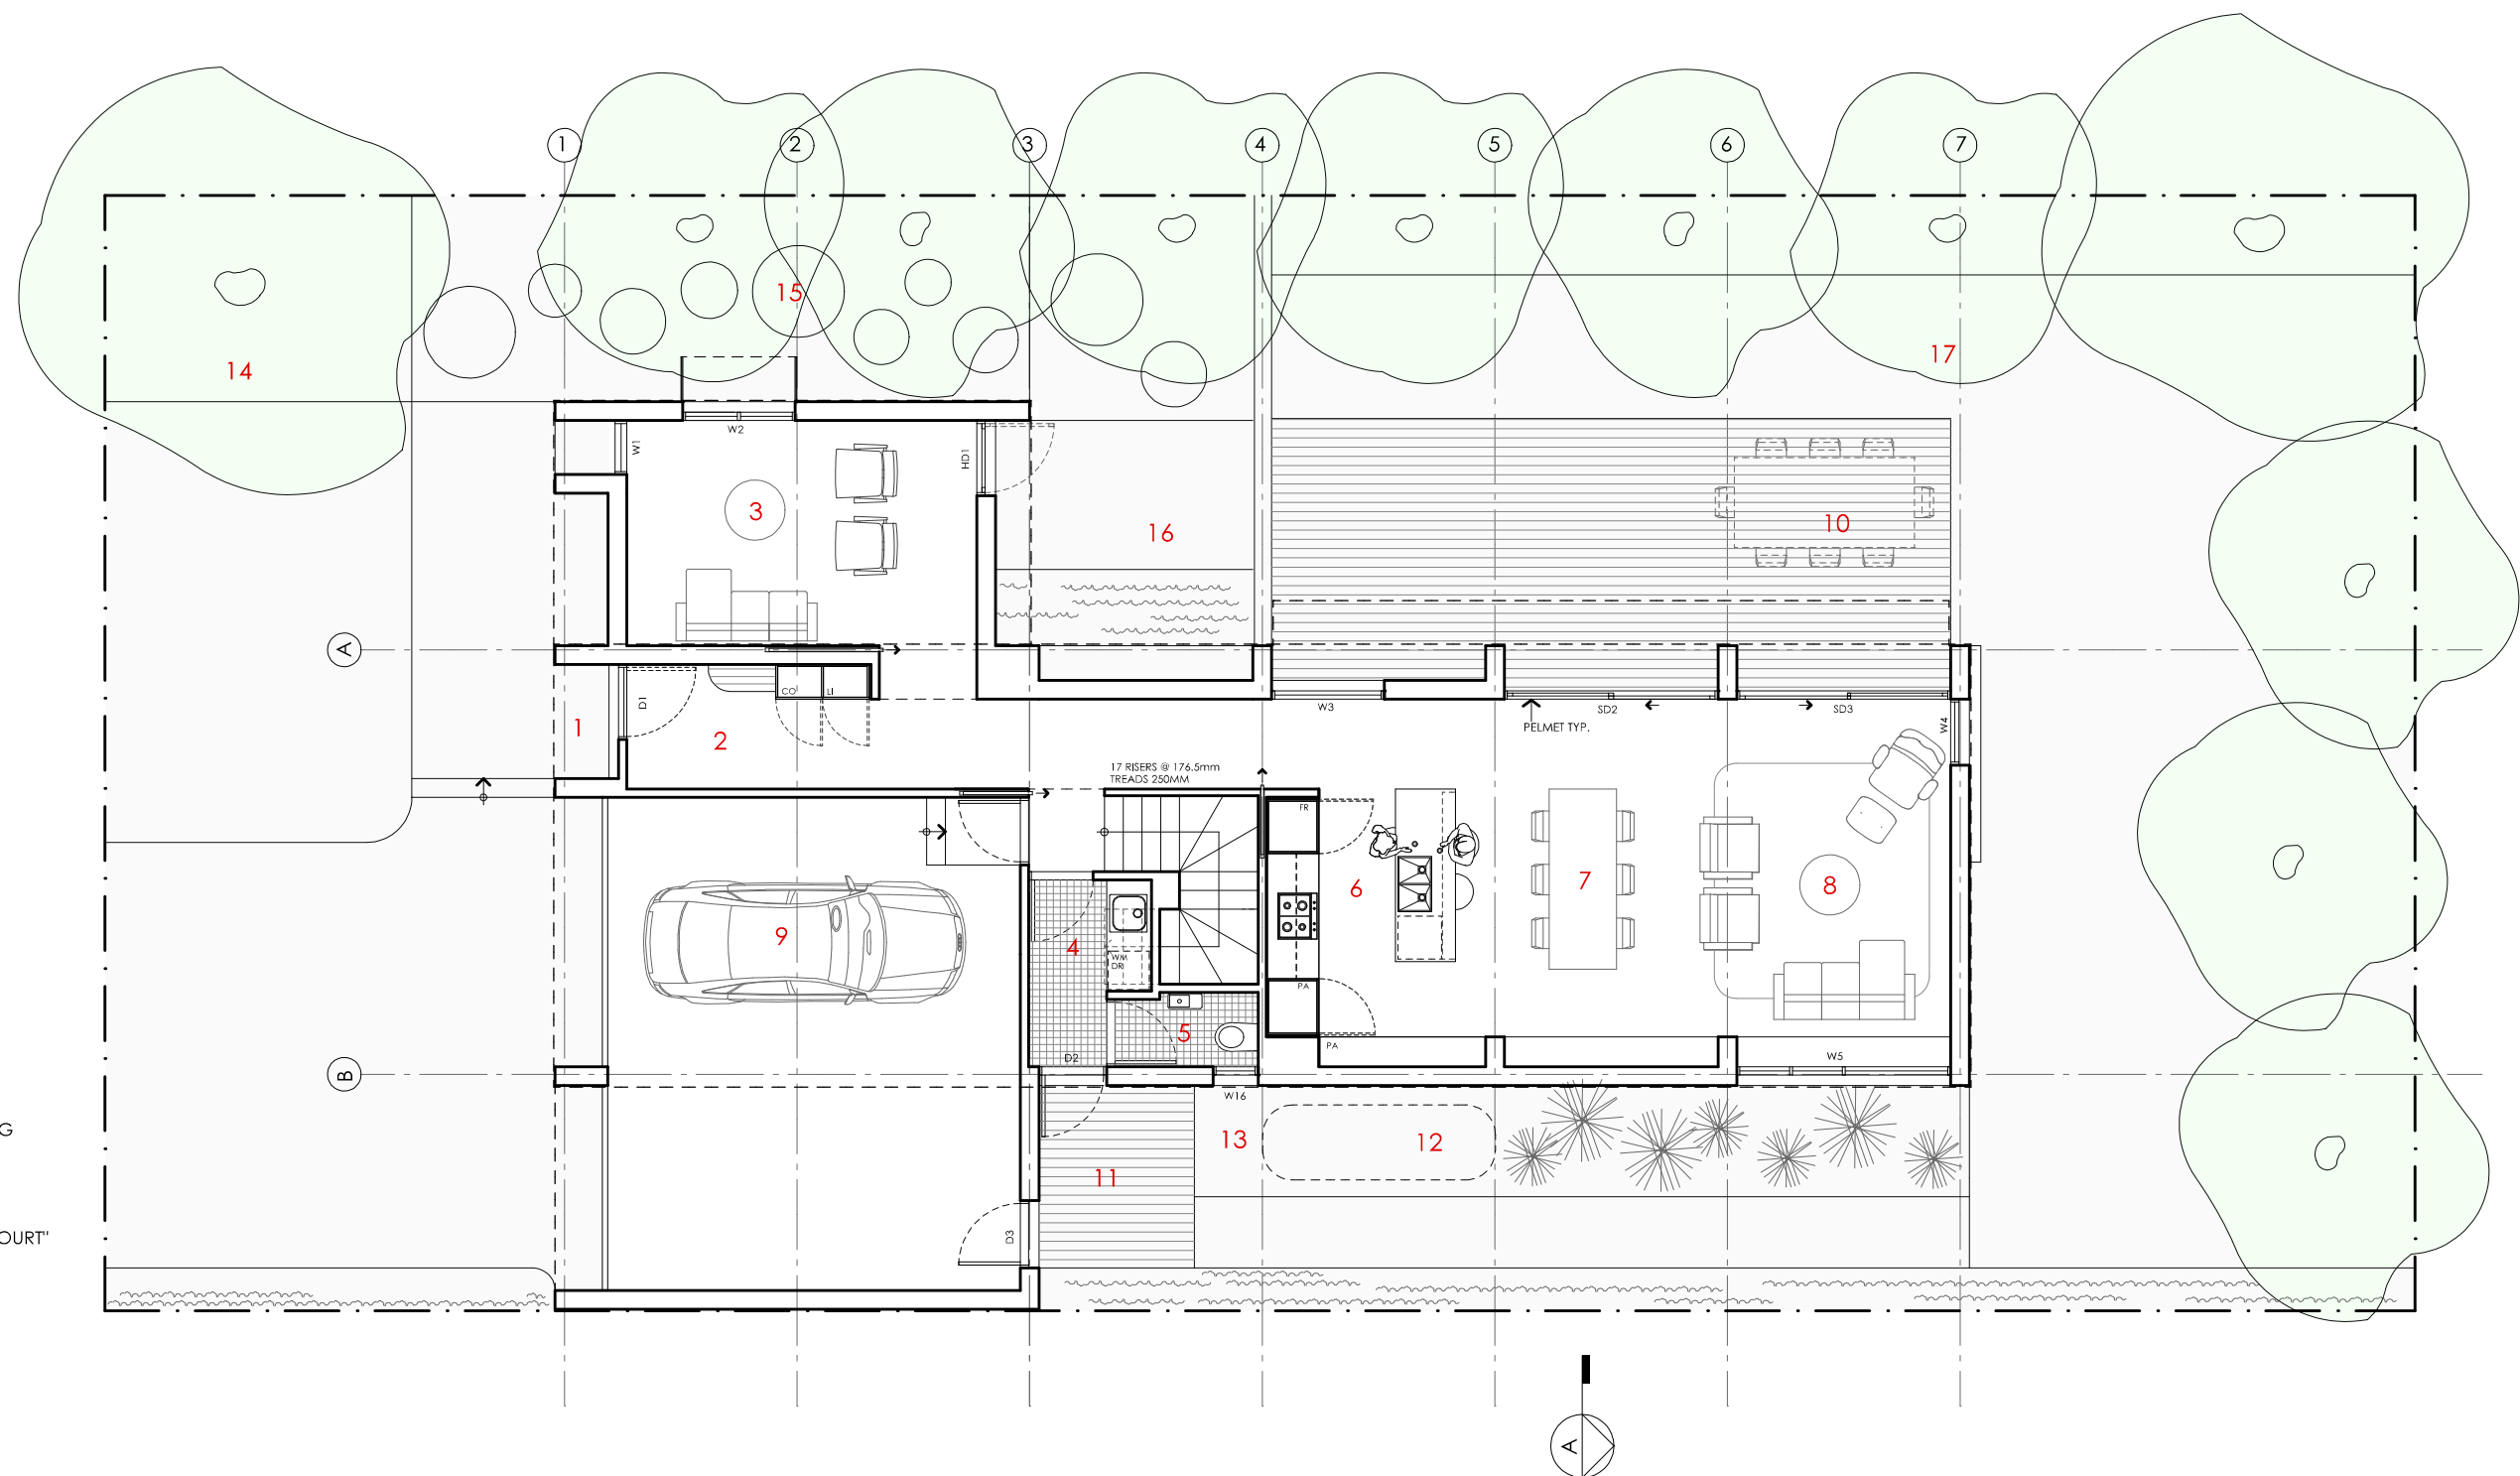 1 2 3 4 5 6 7
15
14
17
W2
W1
HD1
3
10
16
A
CO LI
D1
1
2
W3
SD2
SD3
W4
PELMET TYP.
17 RISERS @ 176.5mm
TREADS 250MM
FR
6
7
8
9
4
WM
DR
PA
5
D2
PA
W5
B
W16
G
13
12
11
D3
OURT"
A